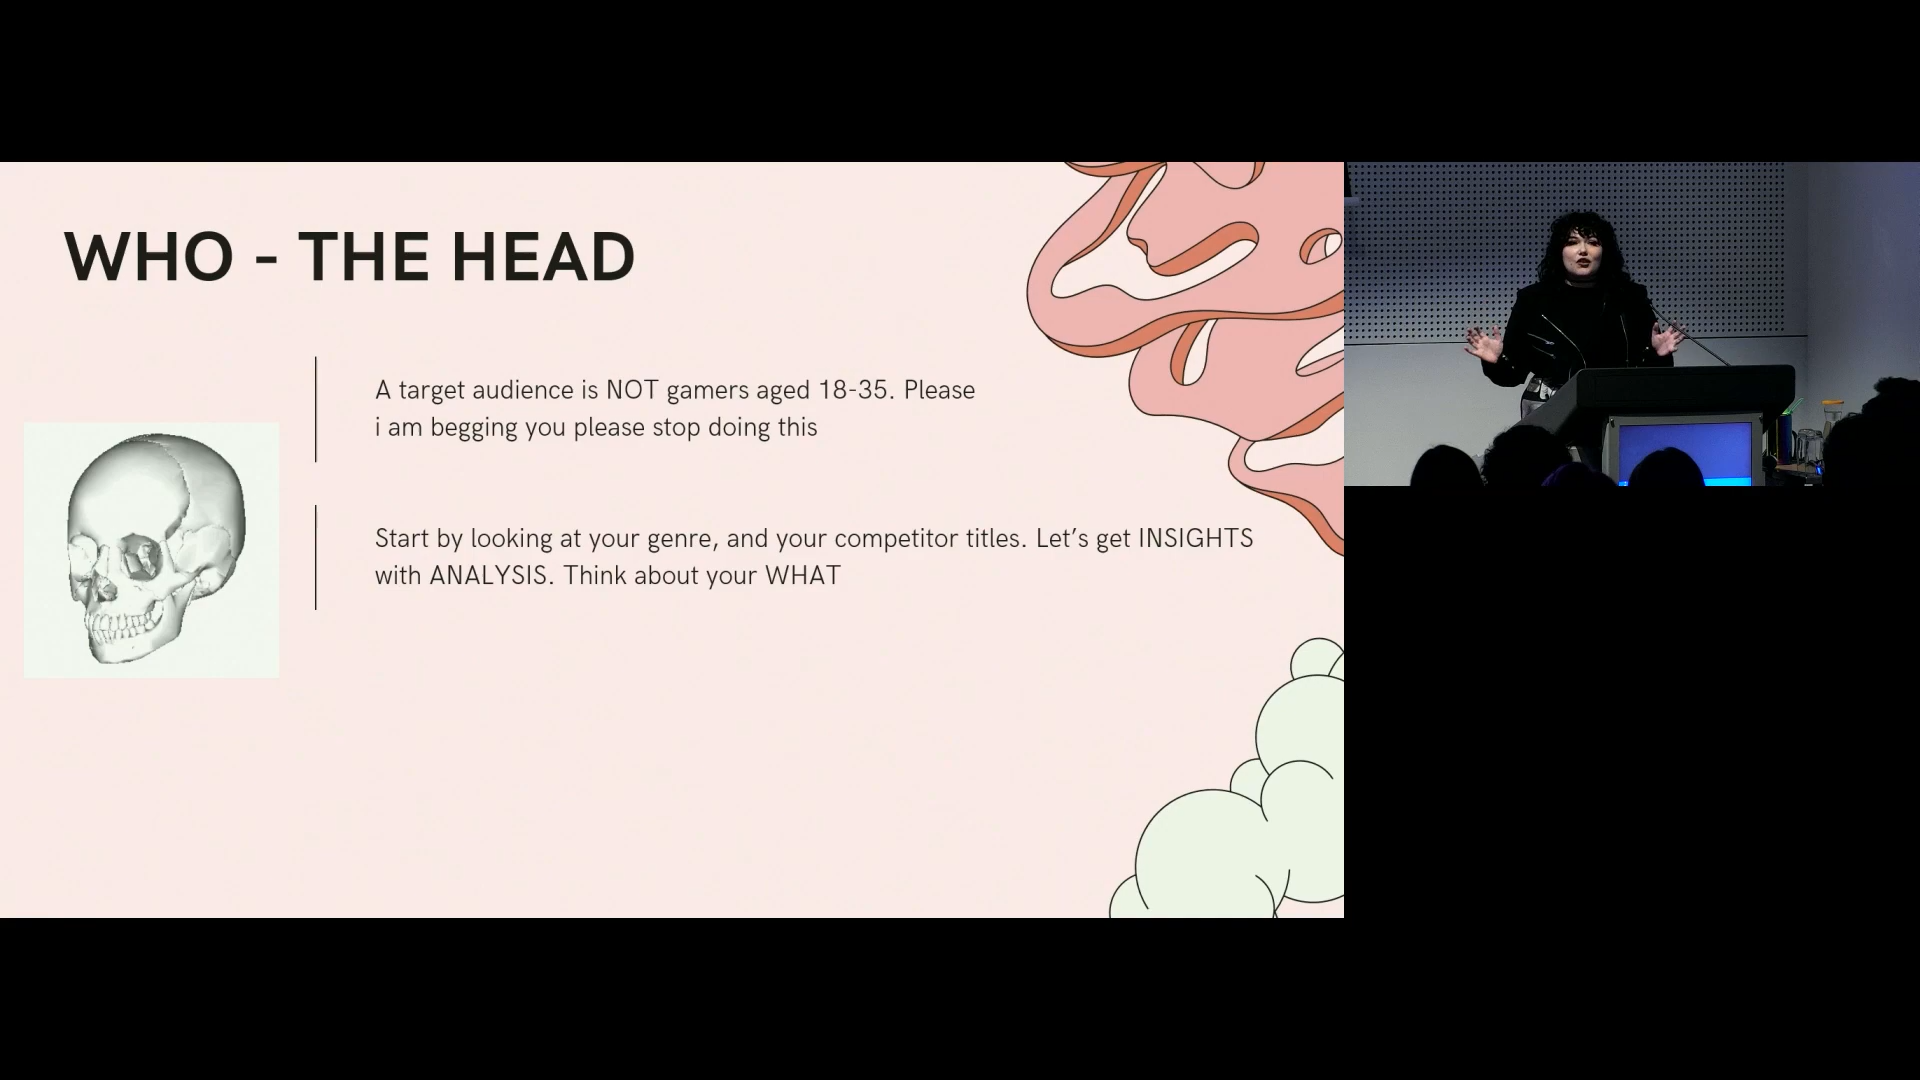 WHO - THE HEAD
A target audience is NOT gamers aged 18-35. Please
i am begging you please stop doing this
Start by looking at your genre, and your competitor titles. Let’s get INSIGHTS
with ANALYSIS. Think about your WHAT